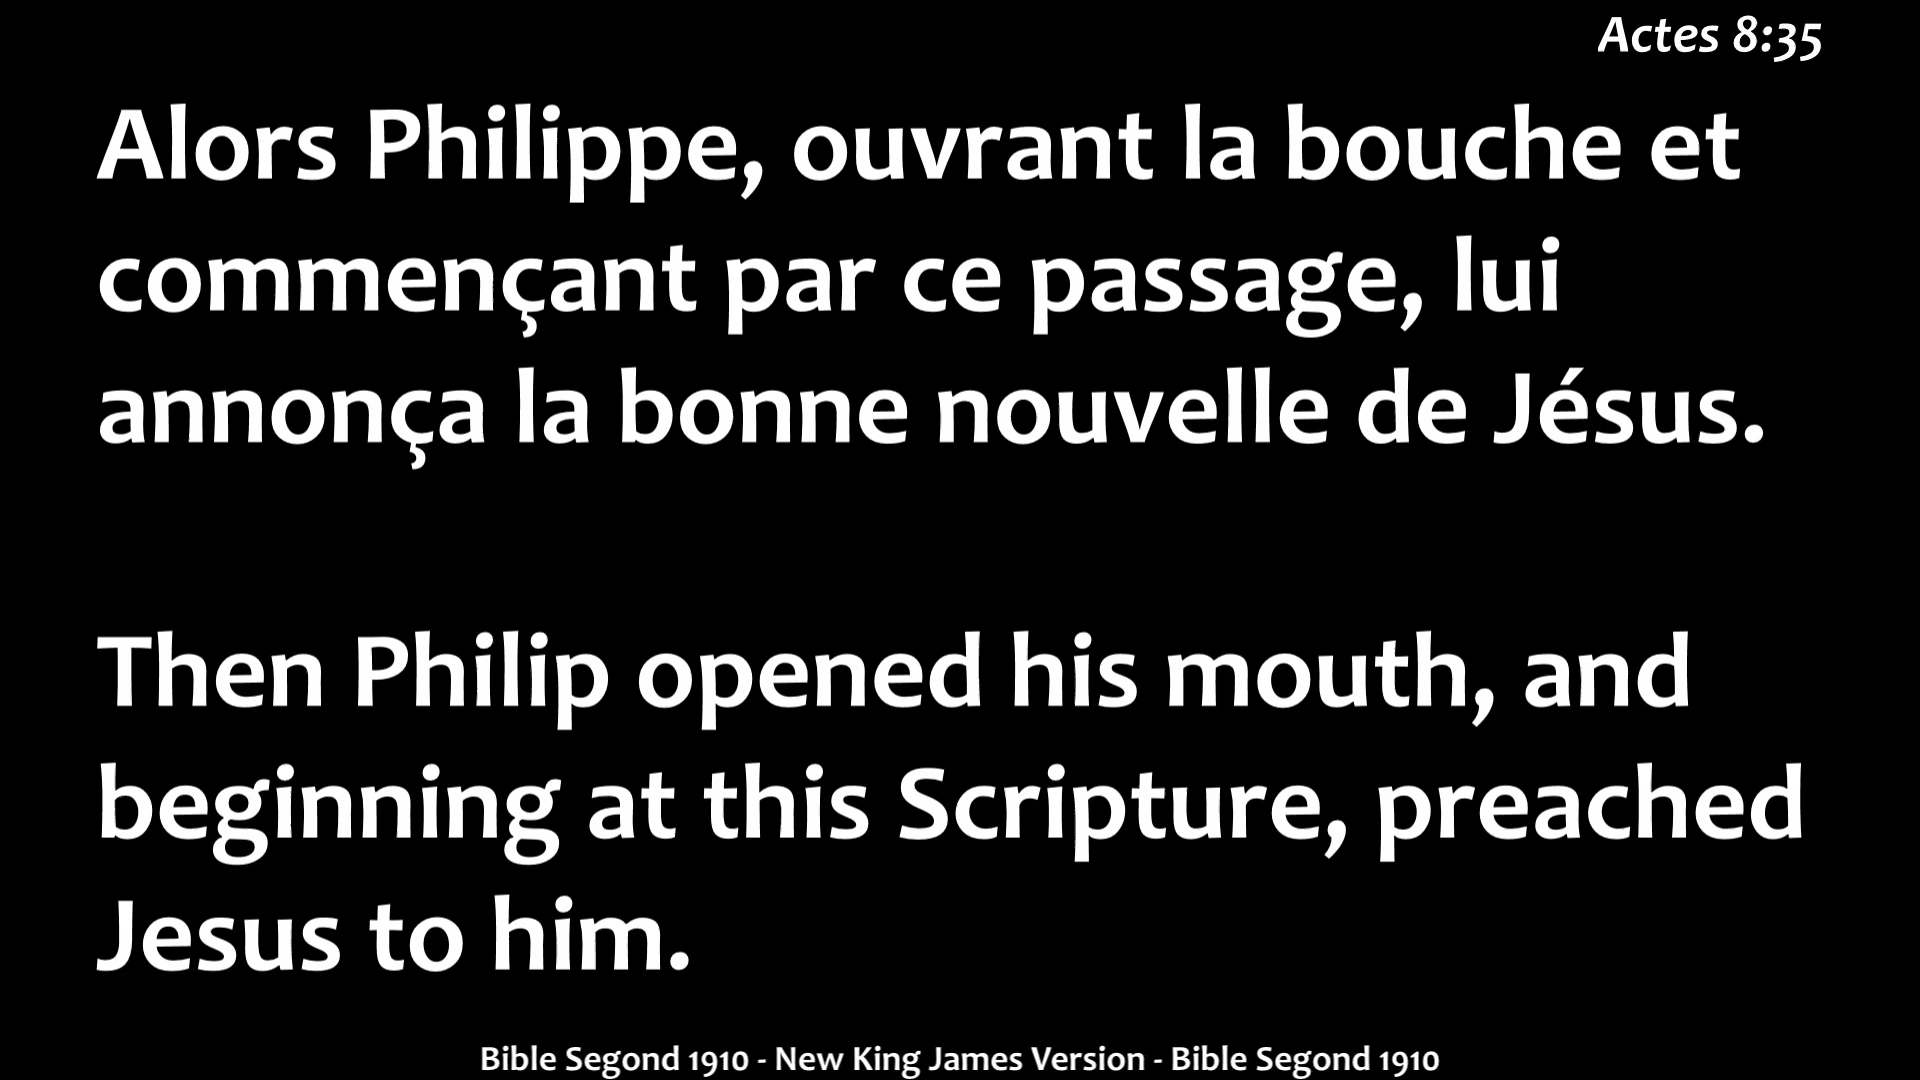 Actes 8:35
Alors Philippe, ouvrant la bouche et
commençant par ce passage, lui
annonça la bonne nouvelle de Jésus.
Then Philip opened his mouth, and
beginning at this Scripture, preached
Jesus to him.
Bible Segond 1910 - New King James Version - Bible Segond 1910